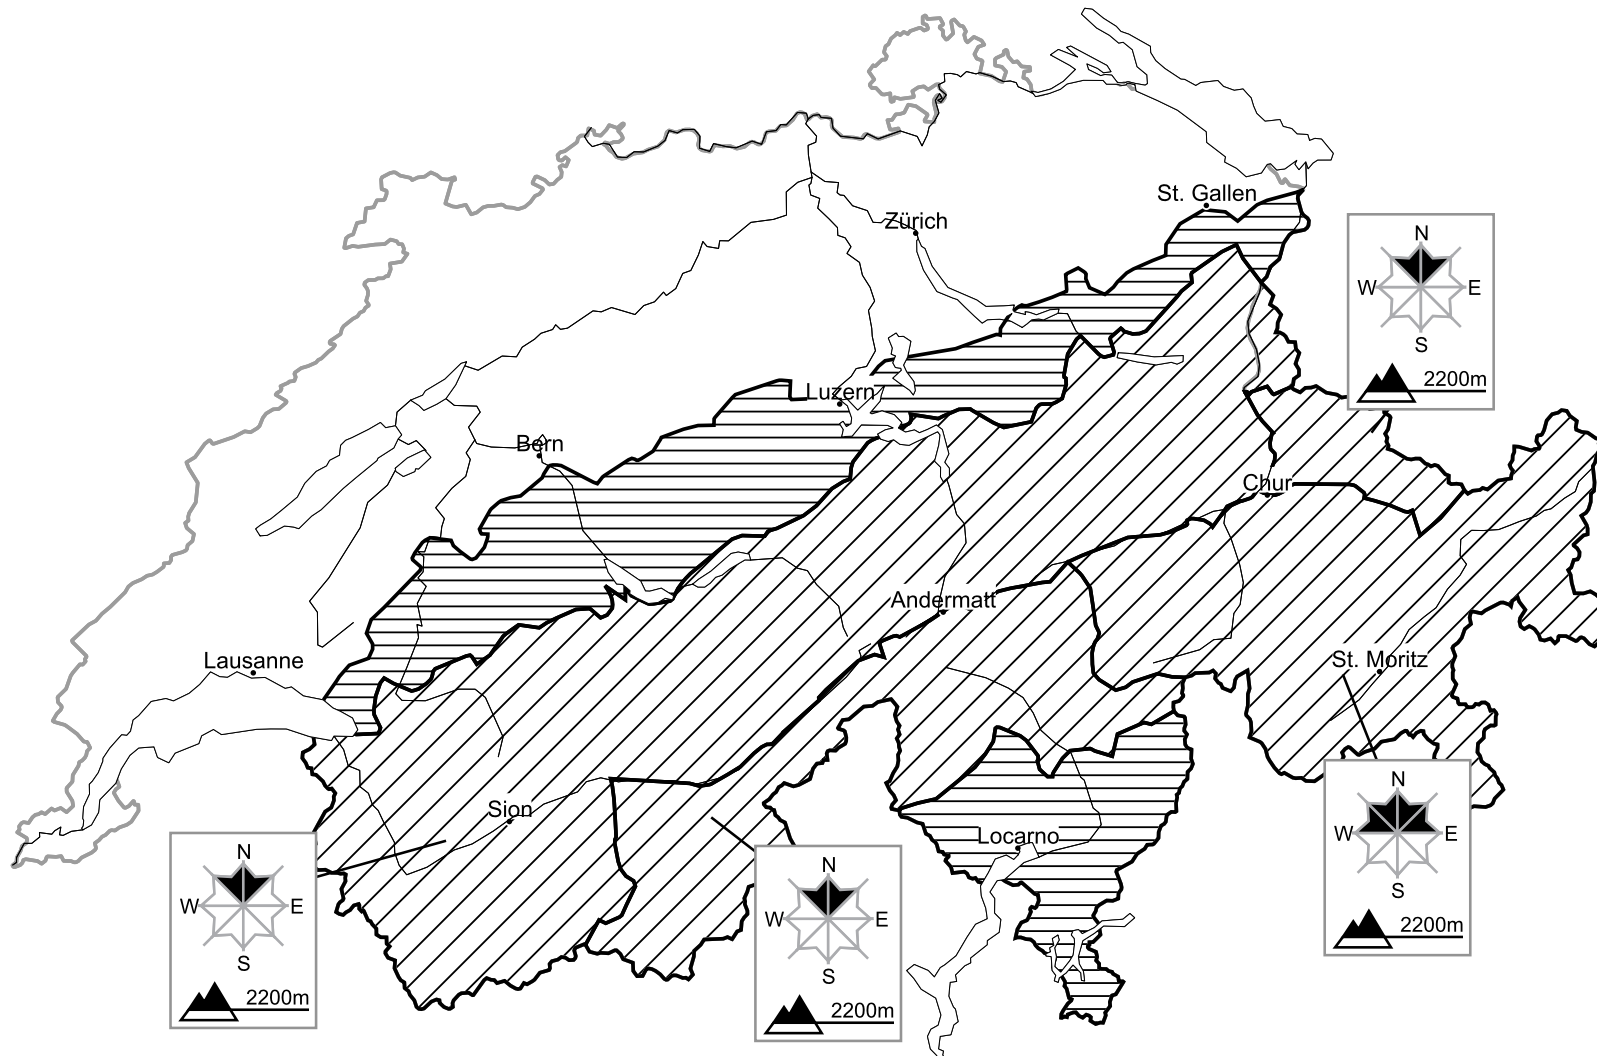 St. Gallen
Zürich
N
W E
S
2200m
Luzern
Bern
Chur
Andermatt
Lausanne
St. Moritz
N
W E
S
2200m
Sion
Locarno
N
W E
S
2200m
N
W E
S
2200m